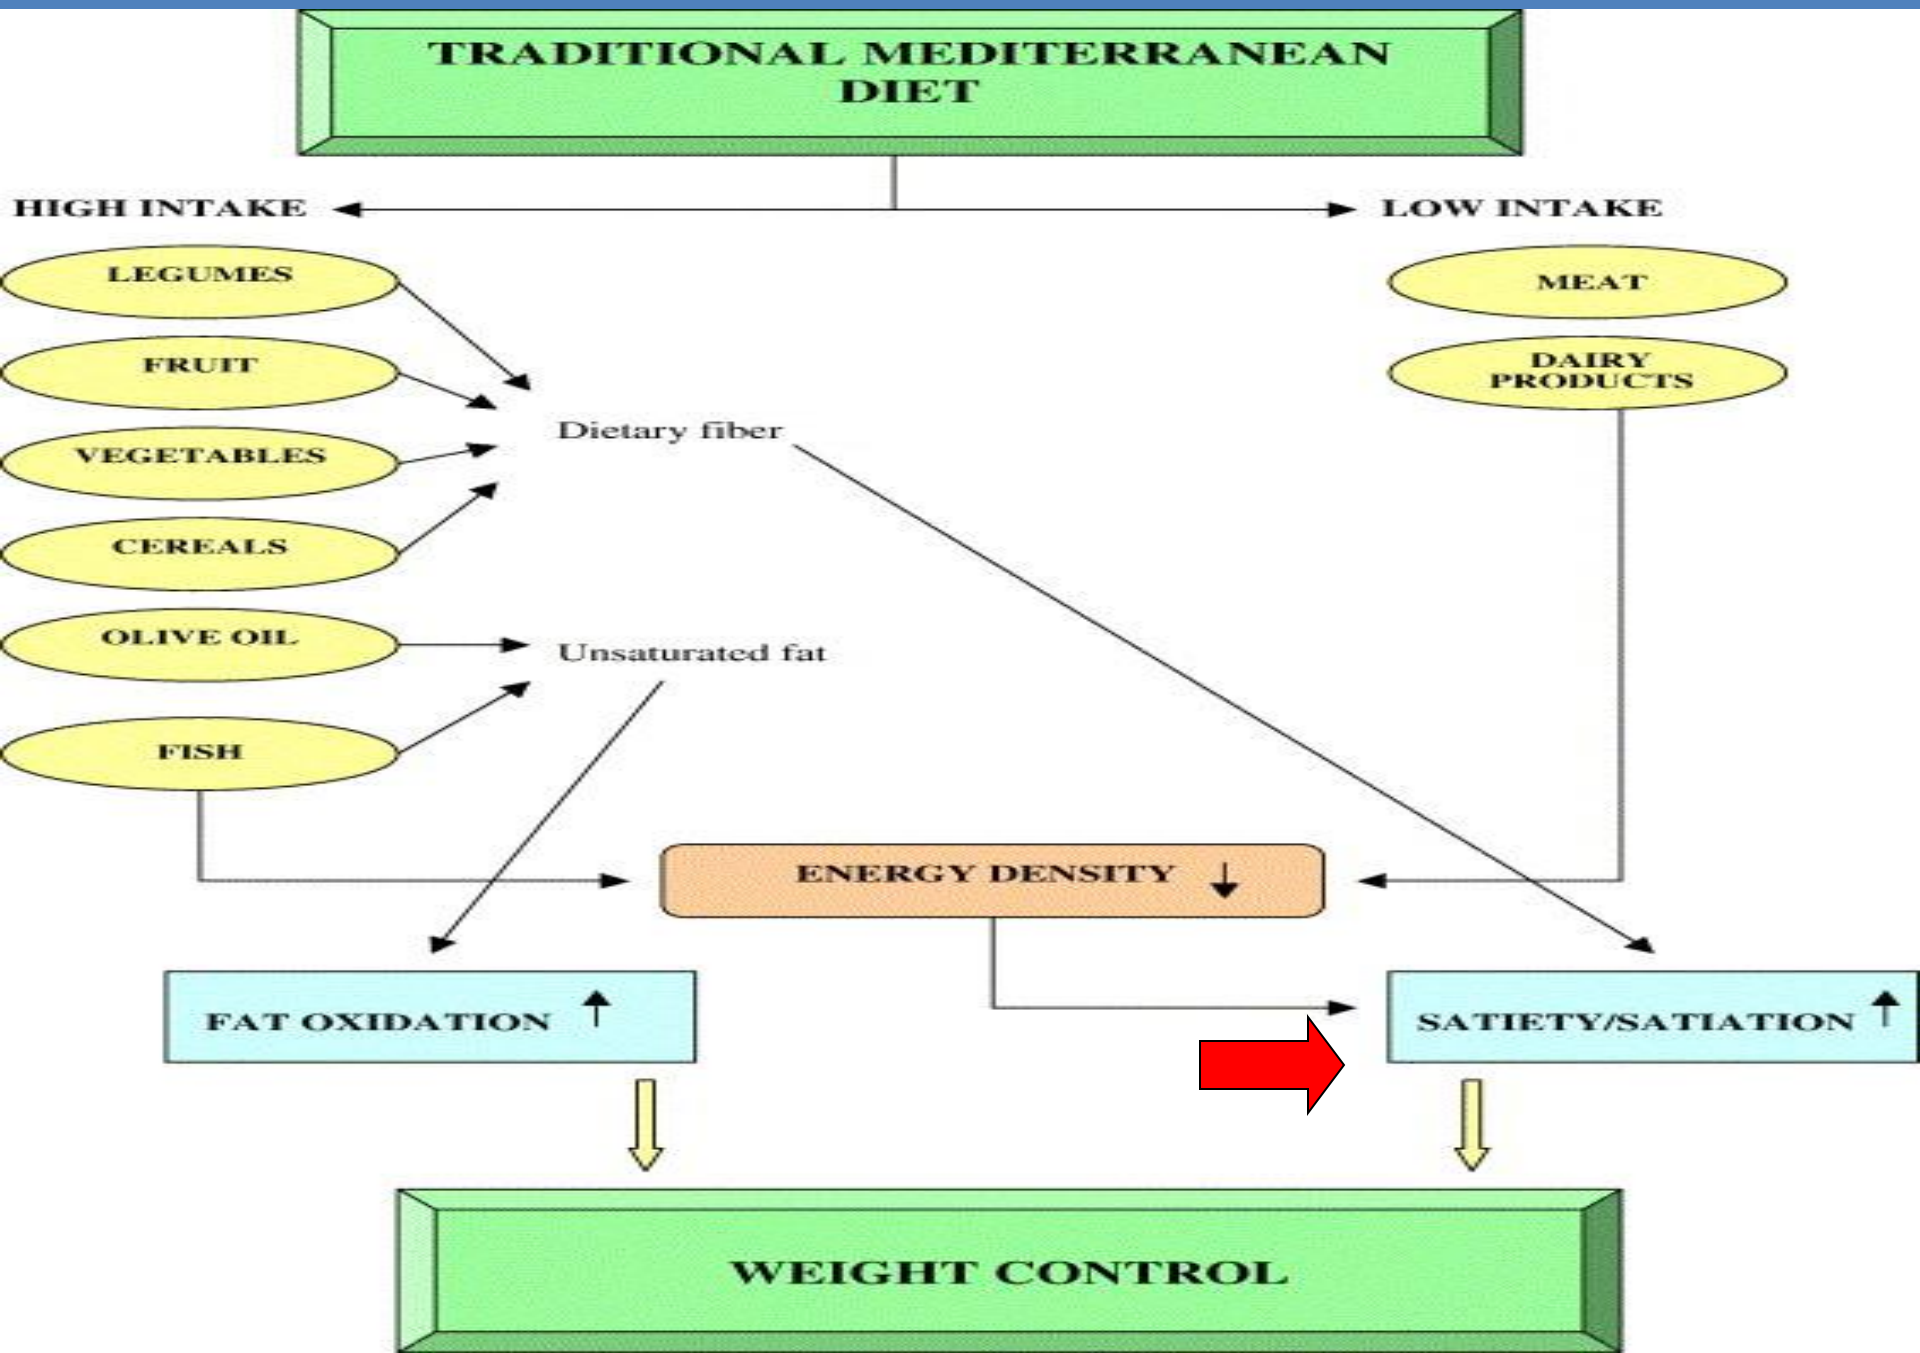 TRADITIONAL MEDITERRANEAN
DIET
HIGH INTAKE
LOW INTAKE
LEGUMES
FRUIT
VEGETABLES
CEREALS
OLIVE OIL
FISH
Dietary fiber
Unsaturated fat
MEAT
DAIRY
PRODUCTS
ENERGY DENSITY
FAT OXIDATION
SATIETY/SATIATION
WEIGHT CONTROL